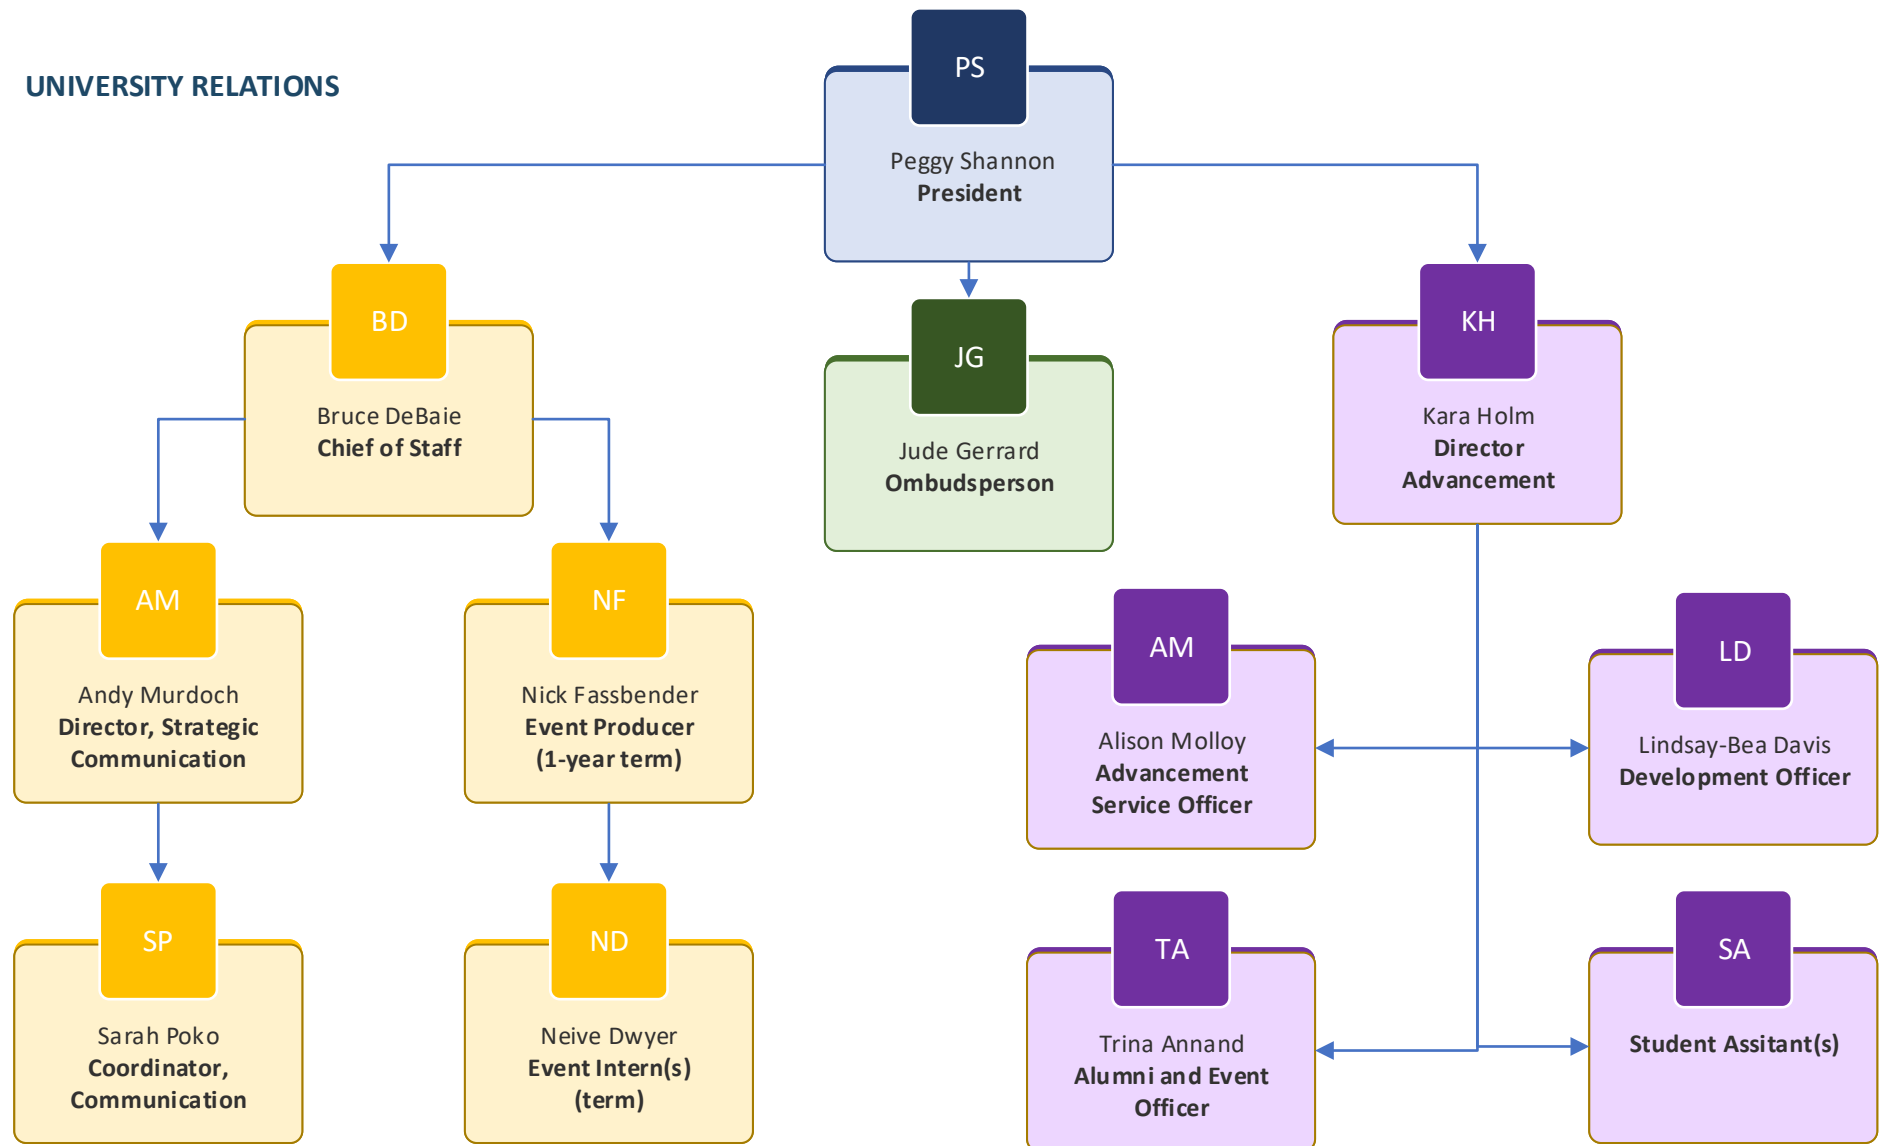 UNIVERSITY RELATIONS
PS
Peggy Shannon
President
BD
Bruce DeBaie
Chief of Staff
JG
Jude Gerrard
Ombudsperson
KH
Kara Holm
Director
Advancement
AM
Andy Murdoch
Director, Strategic
Communication
NF
Nick Fassbender
Event Producer
(1-year term)
AM
Alison Molloy
Advancement
Service Officer
LD
Lindsay-Bea Davis
Development Officer
SP
Sarah Poko
Coordinator,
Communication
ND
Neive Dwyer
Event Intern(s)
(term)
TA
Trina Annand
Alumni and Event
Officer
SA
Student Assitant(s)